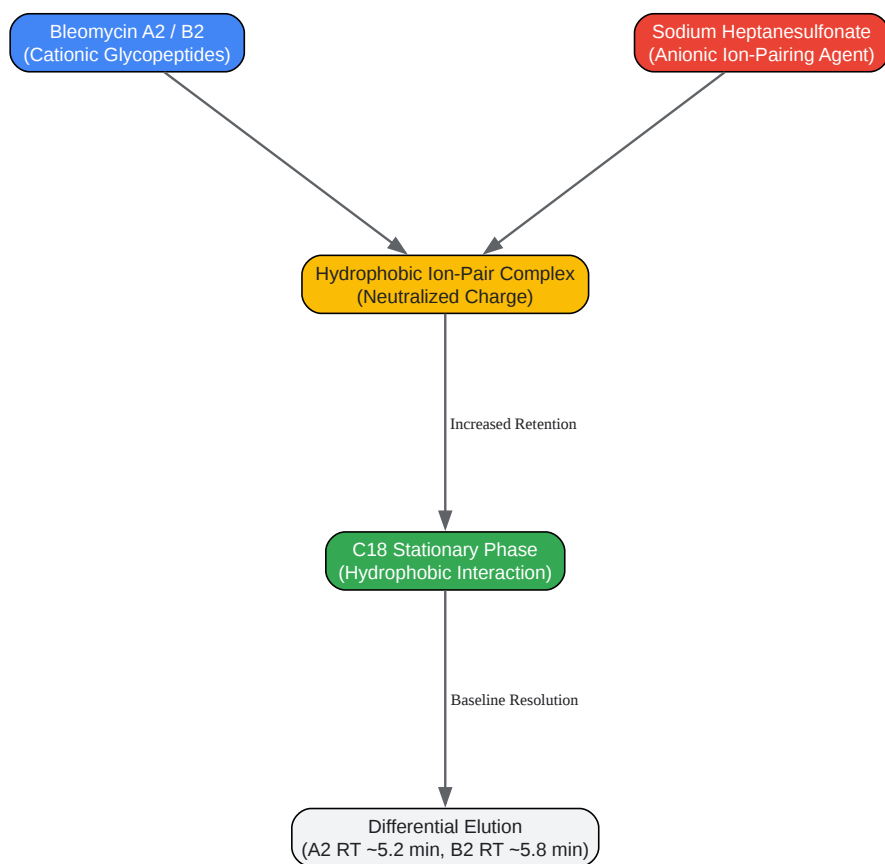 Bleomycin A2 / B2
(Cationic Glycopeptides)
Sodium Heptanesulfonate
(Anionic Ion-Pairing Agent)
Hydrophobic Ion-Pair Complex
(Neutralized Charge)
Increased Retention
C18 Stationary Phase
(Hydrophobic Interaction)
Baseline Resolution
Differential Elution
(A2 RT ~5.2 min, B2 RT ~5.8 min)